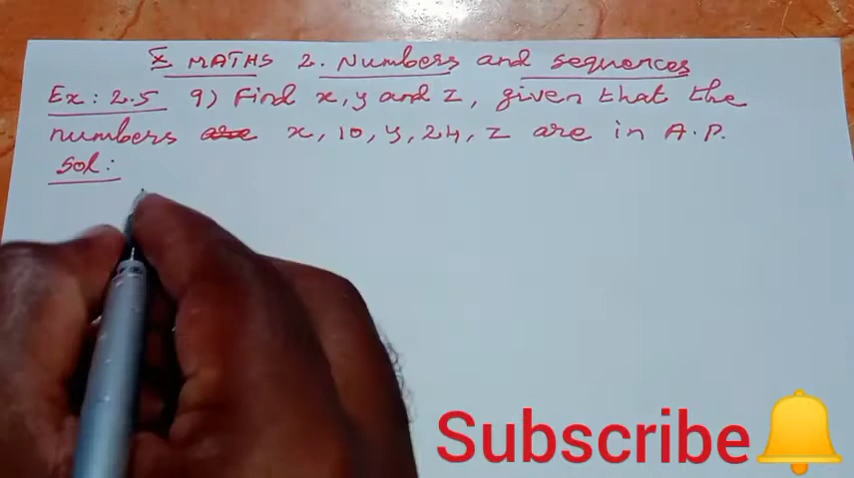 X MATHS 2. Numbers and sequences
Ex: 2.5 9) Find x, y and z, given that the
numbers x, 10, y, 24, z are in A.P.
Sol:
Subscribe